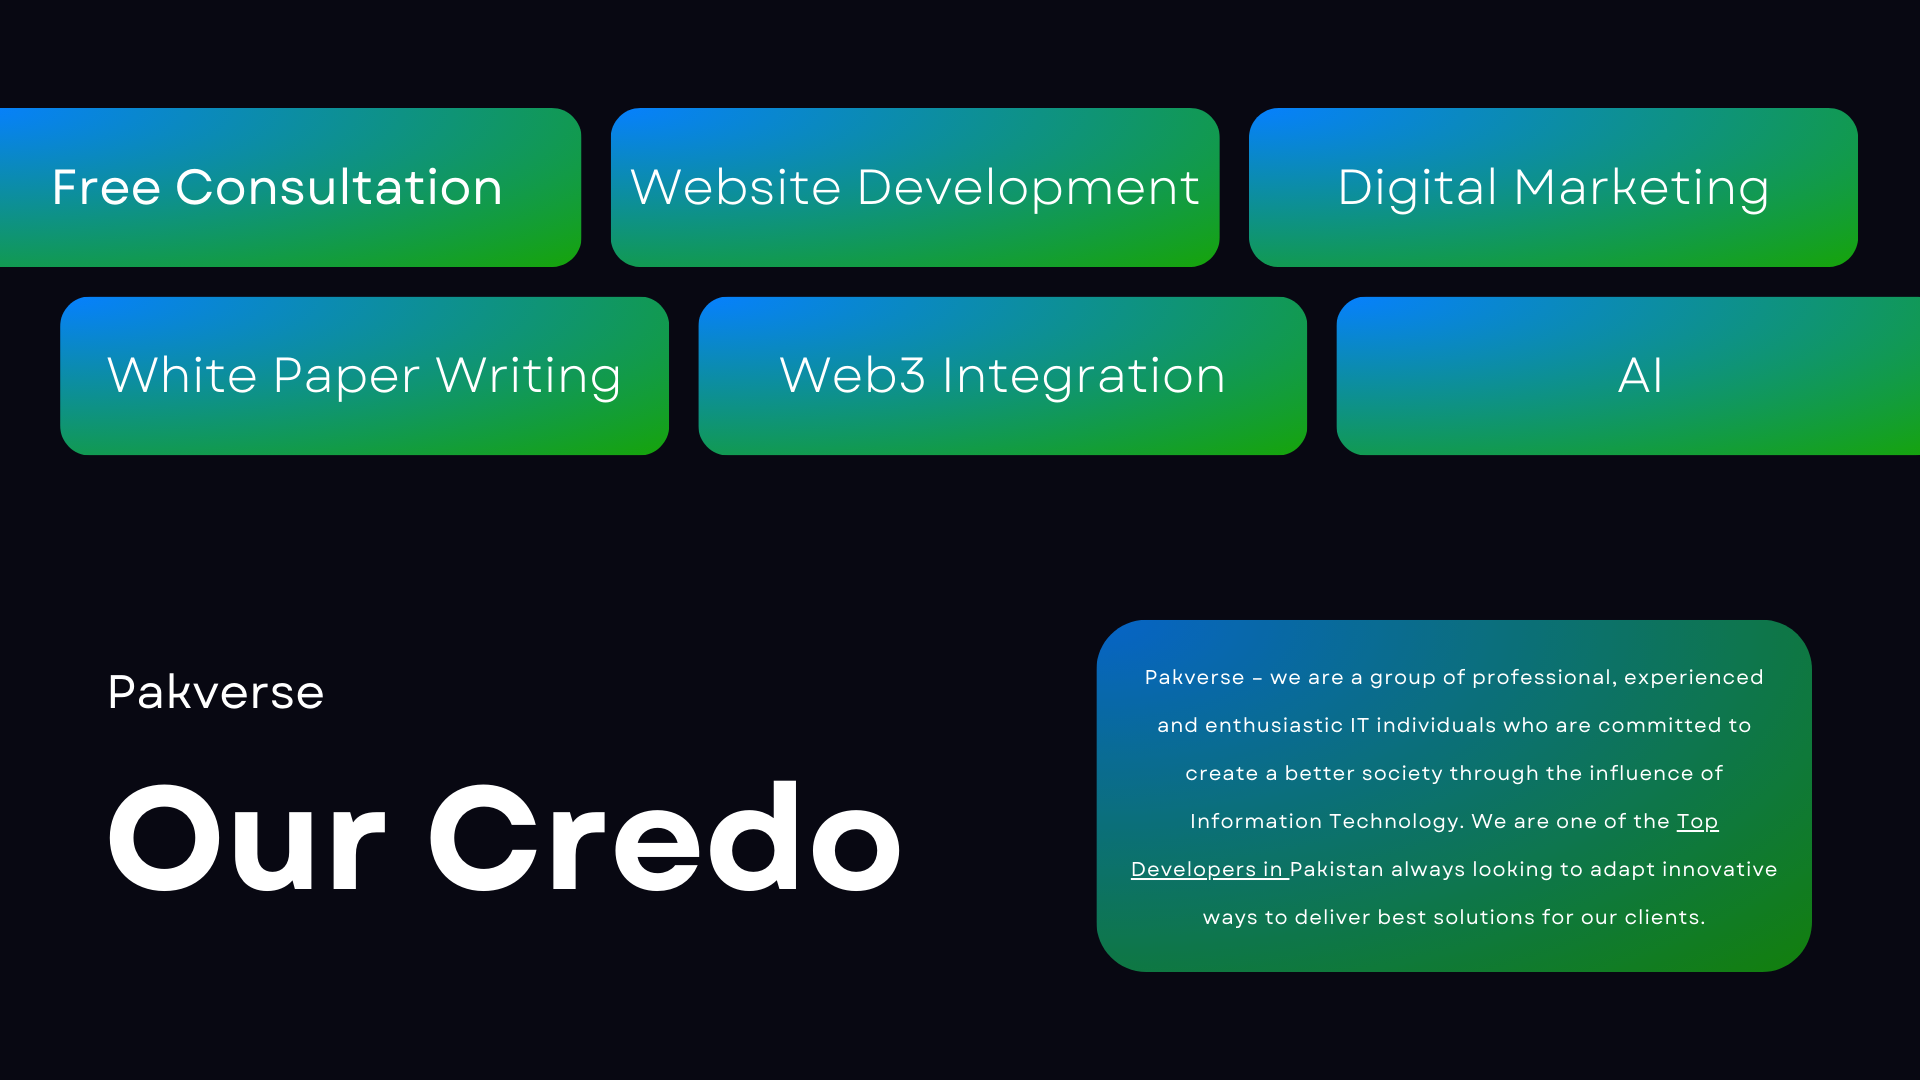 Free Consultation
Website Development
Digital Marketing
White Paper Writing
Web3 Integration
AI
Pakverse
Our Credo
Pakverse – we are a group of professional, experienced
and enthusiastic IT individuals who are committed to
create a better society through the influence of
Information Technology. We are one of the Top
Developers in Pakistan always looking to adapt innovative
ways to deliver best solutions for our clients.